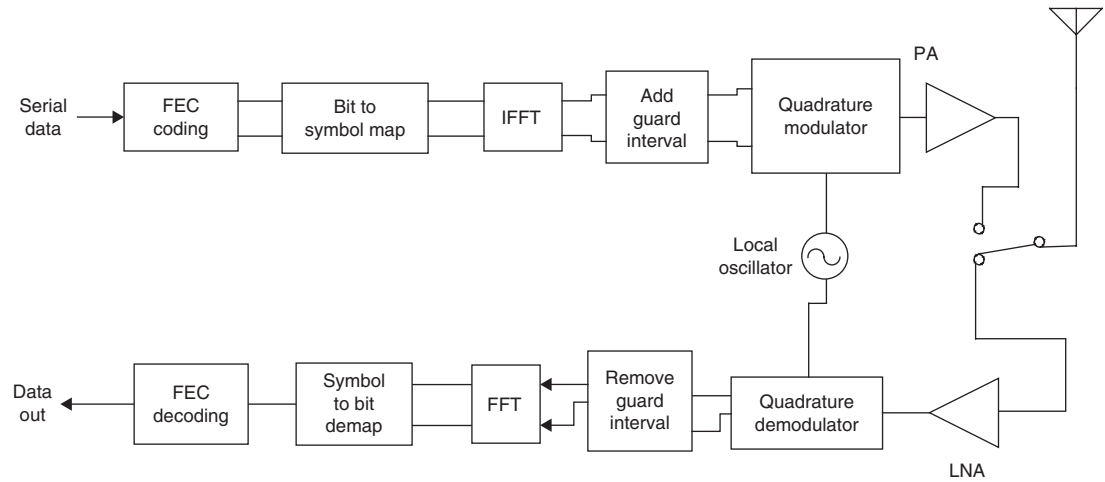 PA
Serial
data
FEC
coding
Bit to
symbol map
IFFT
Add
guard
interval
Quadrature
modulator
Local
oscillator
Data
out
FEC
decoding
Symbol
to bit
demap
FFT
Remove
guard
interval
Quadrature
demodulator
LNA